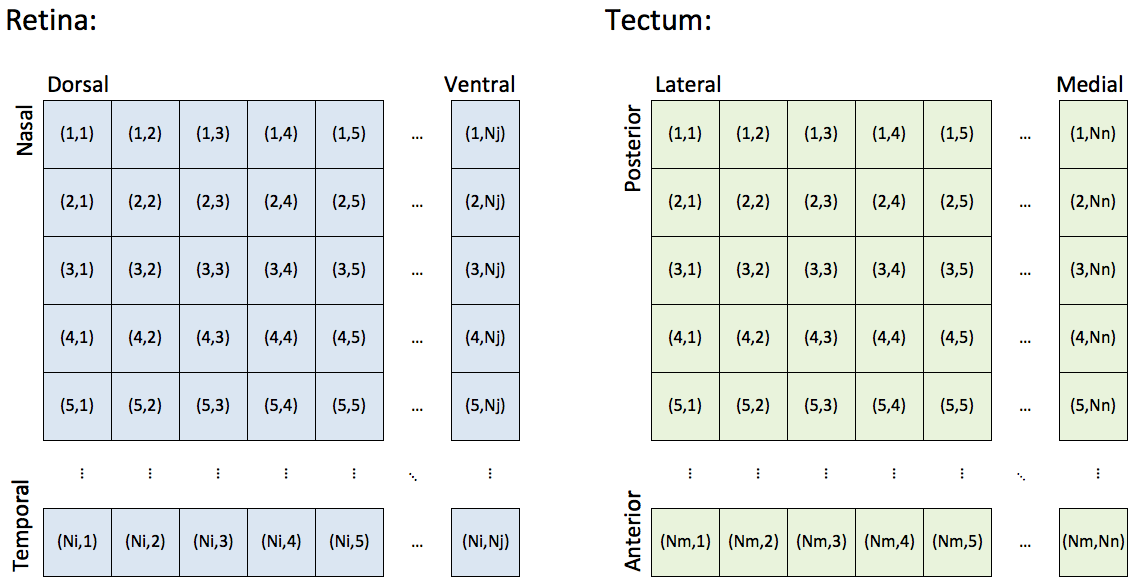 Retina:
Tectum:
Dorsal Ventral
Lateral Medial
Nasal
(1,1) (1,2) (1,3) (1,4) (1,5) ... (1,Nj)
(2,1) (2,2) (2,3) (2,4) (2,5) ... (2,Nj)
(3,1) (3,2) (3,3) (3,4) (3,5) ... (3,Nj)
(4,1) (4,2) (4,3) (4,4) (4,5) ... (4,Nj)
(5,1) (5,2) (5,3) (5,4) (5,5) ... (5,Nj)
⋮ ⋮ ⋮ ⋮ ⋮ ⋱ ⋮
Temporal
(Ni,1) (Ni,2) (Ni,3) (Ni,4) (Ni,5) ... (Ni,Nj)
Posterior
(1,1) (1,2) (1,3) (1,4) (1,5) ... (1,Nn)
(2,1) (2,2) (2,3) (2,4) (2,5) ... (2,Nn)
(3,1) (3,2) (3,3) (3,4) (3,5) ... (3,Nn)
(4,1) (4,2) (4,3) (4,4) (4,5) ... (4,Nn)
(5,1) (5,2) (5,3) (5,4) (5,5) ... (5,Nn)
⋮ ⋮ ⋮ ⋮ ⋮ ⋱ ⋮
Anterior
(Nm,1) (Nm,2) (Nm,3) (Nm,4) (Nm,5) ... (Nm,Nn)